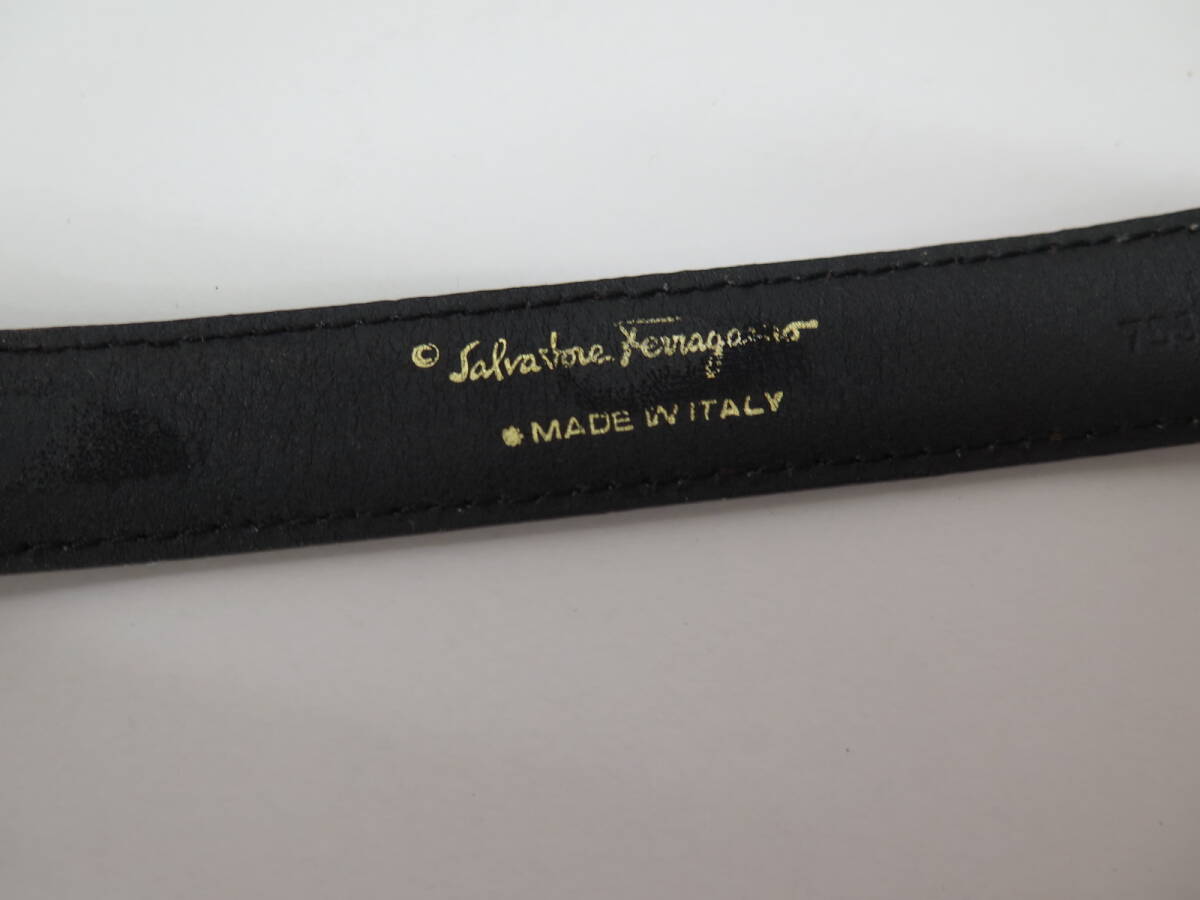 © Salvatore Ferragamo
✱ MADE IN ITALY